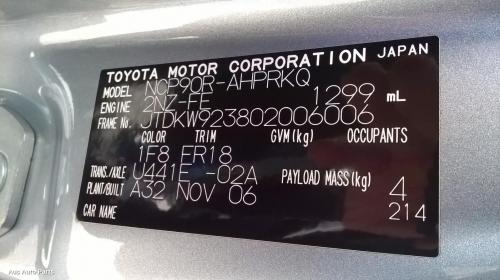 TOYOTA MOTOR CORPORATION JAPAN
MODEL NCP90R-AHPRKQ
ENGINE 2NZ-FE 1299 mL
FRAME No. JTDKW923802006006
COLOR TRIM GVM(kg) OCCUPANTS
1F8 ER18
TRANS./AXLE U441E -02A PAYLOAD MASS(kg) 4
PLANT/BUILT A32 NOV 06
CAR NAME 214
Aus Auto Parts